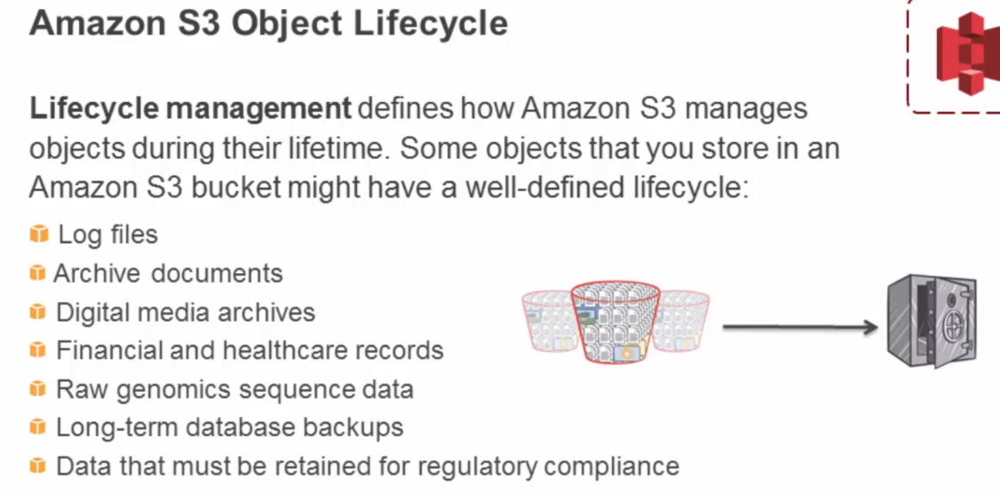 Amazon S3 Object Lifecycle
Lifecycle management defines how Amazon S3 manages
objects during their lifetime. Some objects that you store in an
Amazon S3 bucket might have a well-defined lifecycle:
Log files
Archive documents
Digital media archives
Financial and healthcare records
Raw genomics sequence data
Long-term database backups
Data that must be retained for regulatory compliance